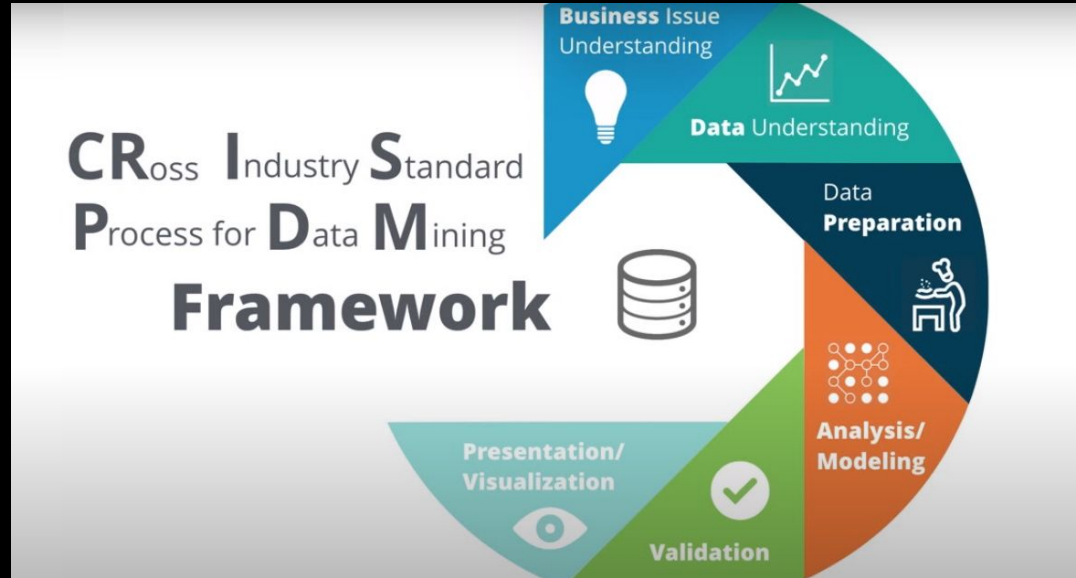 CRoss Industry Standard
Process for Data Mining
Framework
Business Issue
Understanding
Data Understanding
Data
Preparation
Analysis/
Modeling
Validation
Presentation/
Visualization